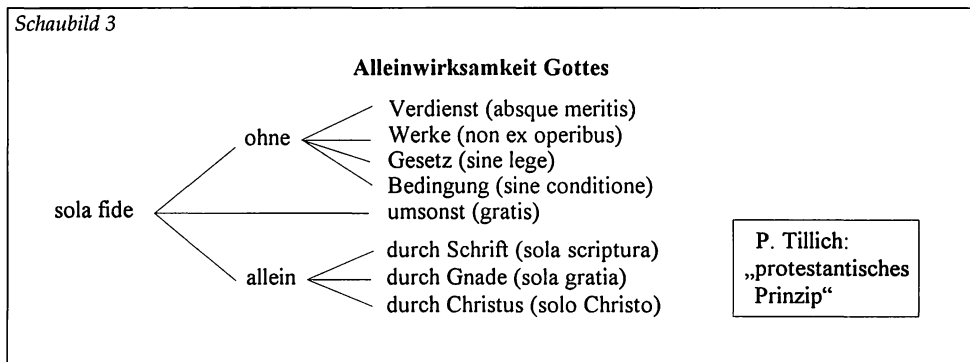 Schaubild 3
Alleinwirksamkeit Gottes
Verdienst (absque meritis)
ohne
Werke (non ex operibus)
Gesetz (sine lege)
Bedingung (sine conditione)
sola fide
umsonst (gratis)
durch Schrift (sola scriptura)
allein
durch Gnade (sola gratia)
durch Christus (solo Christo)
P. Tillich:
„protestantisches
Prinzip“